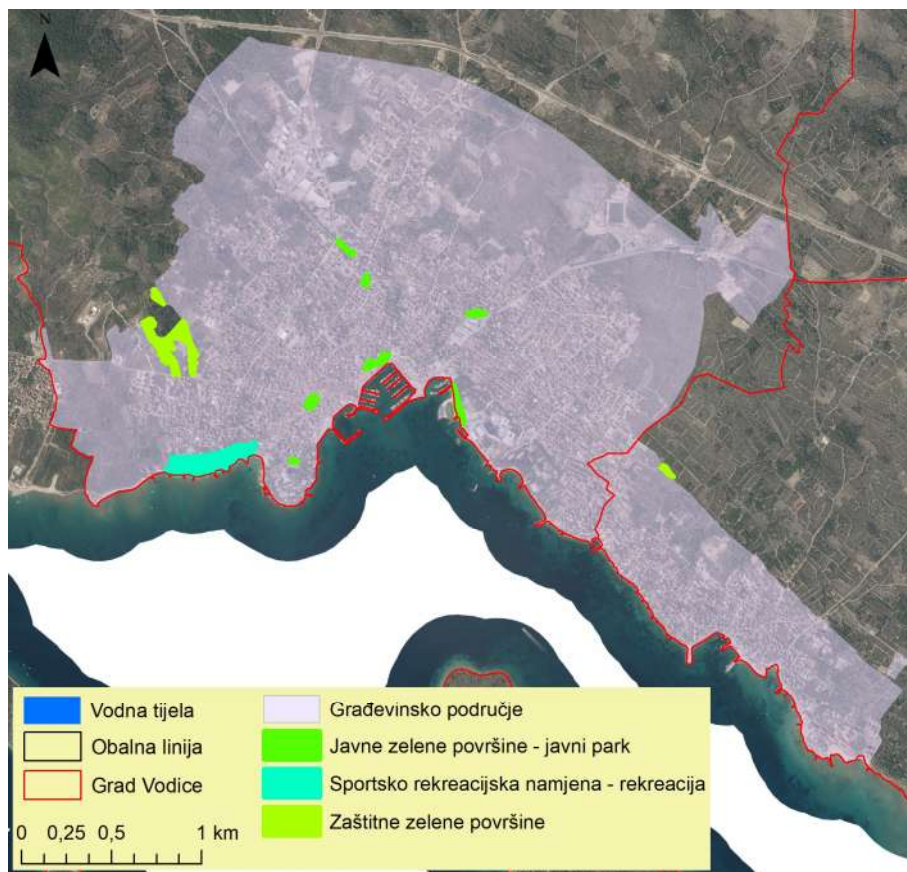 N
Vodna tijela
Obalna linija
Grad Vodice
0 0,25 0,5 1 km
Građevinsko područje
Javne zelene površine - javni park
Sportsko rekreacijska namjena - rekreacija
Zaštitne zelene površine